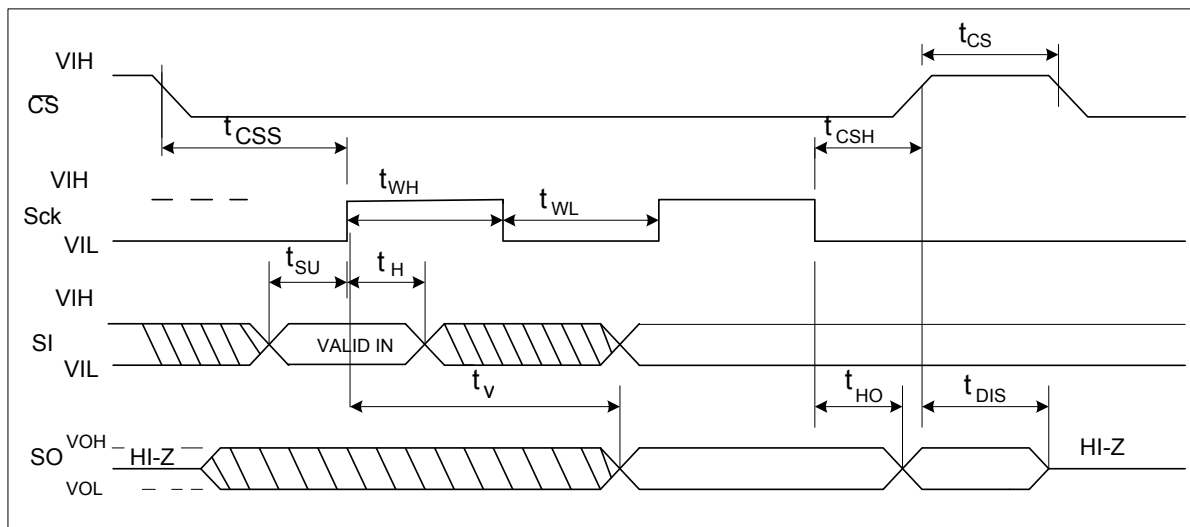 VIH
tCS
CS
tCSS
tCSH
VIH
tWH
Sck
tWL
VIL
tSU
tH
VIH
SI
VALID IN
VIL
tV
tHO
tDIS
VOH
SO
HI-Z
HI-Z
VOL